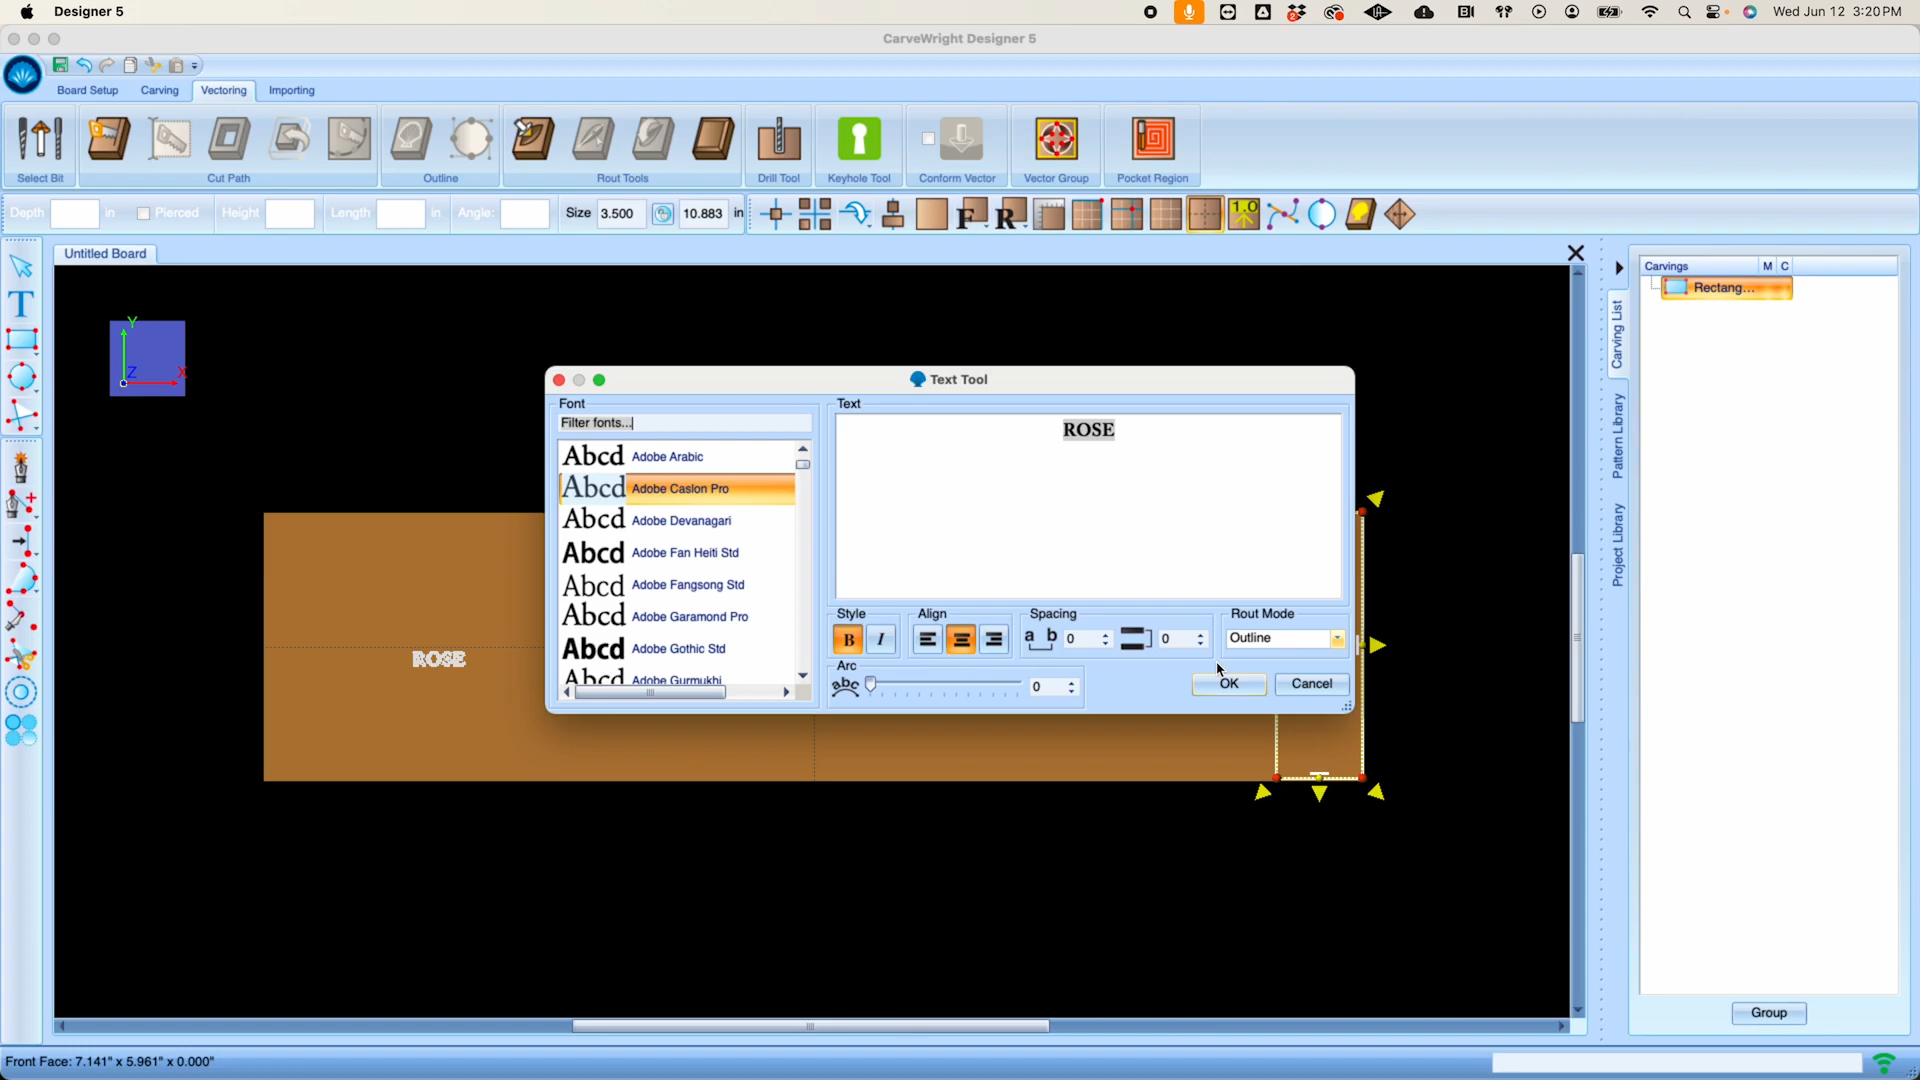 Designer 5
Wed Jun 12 3:20 PM
CarveWright Designer 5
Board Setup
Carving
Vectoring
Importing
Select Bit
Cut Path
Outline
Rout Tools
Drill Tool
Keyhole Tool
Conform Vector
Vector Group
Pocket Region
Depth in
Pierced
Height
Length in
Angle:
Size 3.500 10.883 in
F R 1.0
Untitled Board
Y
Z X
T
ROSE
Text Tool
Font
Filter fonts...
Abcd Adobe Arabic
Abcd Adobe Caslon Pro
Abcd Adobe Devanagari
Abcd Adobe Fan Heiti Std
Abcd Adobe Fangsong Std
Abcd Adobe Garamond Pro
Abcd Adobe Gothic Std
Abcd Adobe Gurmukhi
Text
ROSE
Style
B I
Align
Spacing
a b 0 0
Rout Mode
Outline
Arc
abc 0
OK
Cancel
Carvings M C
Rectang...
Carving List
Pattern Library
Project Library
Group
Front Face: 7.141" x 5.961" x 0.000"